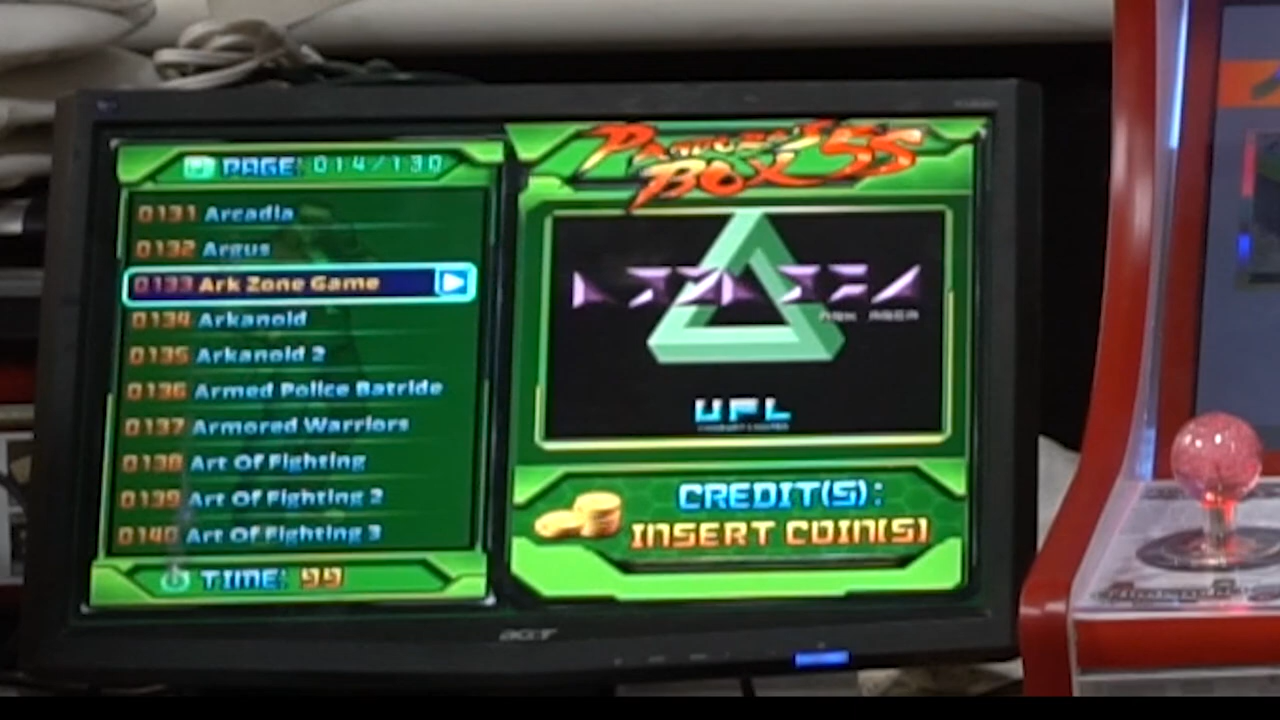 PAGE: 014/130
0131 Arcadia
0132 Argus
0133 Ark Zone Game
0134 Arkanoid
0135 Arkanoid 2
0136 Armed Police Batride
0137 Armored Warriors
0138 Art Of Fighting
0139 Art Of Fighting 2
0140 Art Of Fighting 3
TIME: 99
PANDORA'S
BOX 5S
ARK AREA
UPL
CREDIT(S):
INSERT COIN(S)
acer